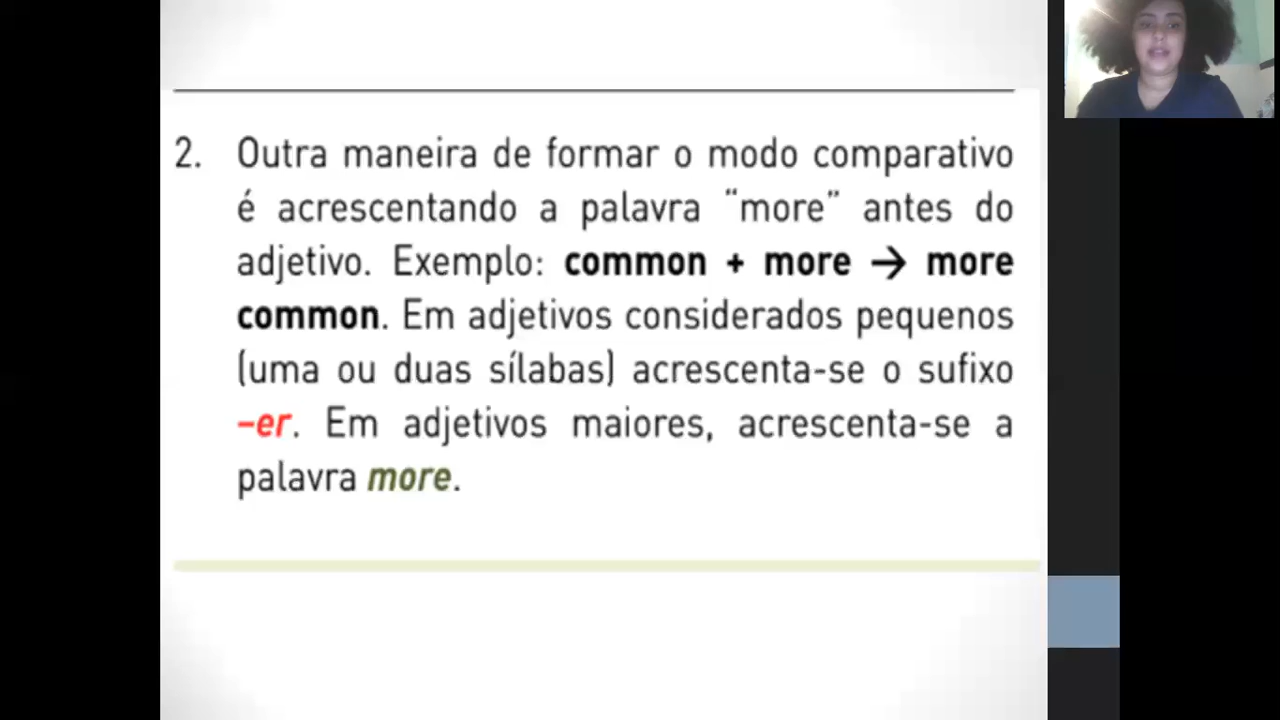 2. Outra maneira de formar o modo comparativo
é acrescentando a palavra “more” antes do
adjetivo. Exemplo: common + more → more
common. Em adjetivos considerados pequenos
(uma ou duas sílabas) acrescenta-se o sufixo
–er. Em adjetivos maiores, acrescenta-se a
palavra more.